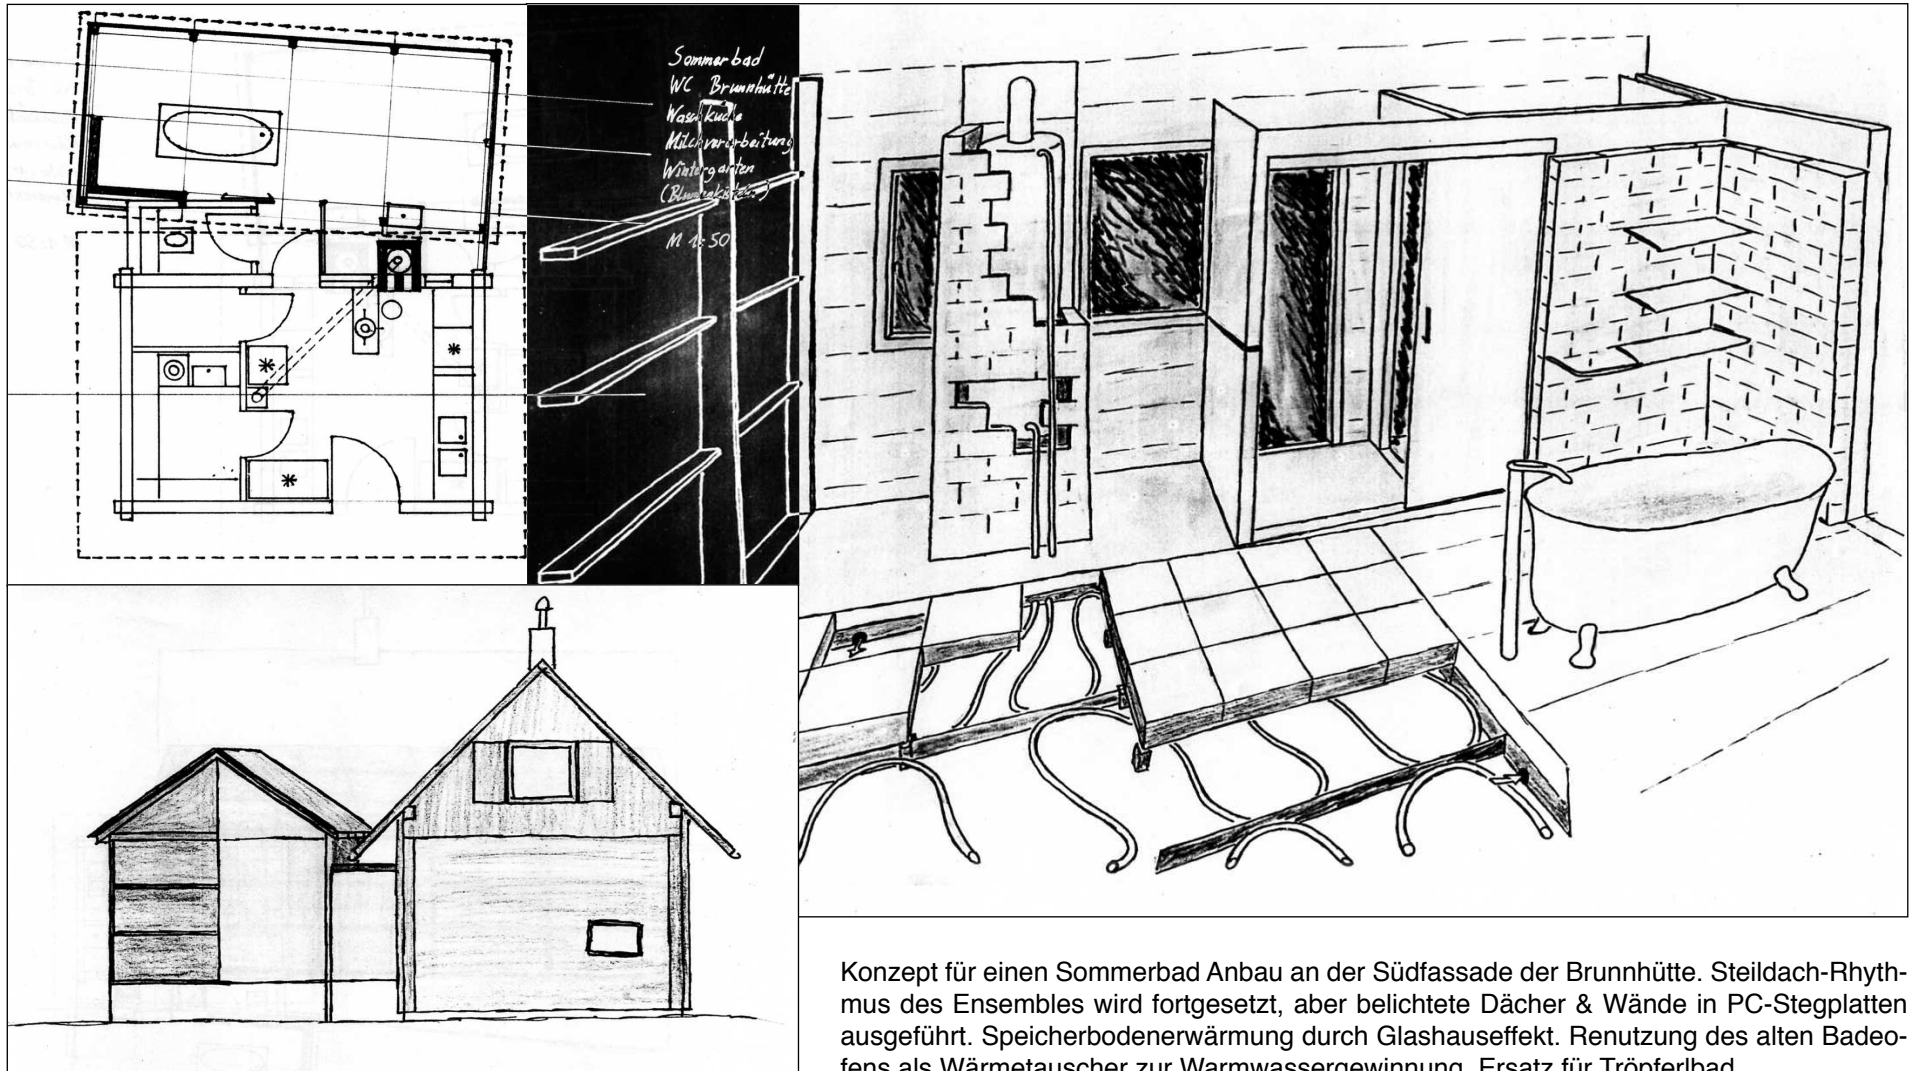 Sommerbad
WC Brunnhütte
Waschküche
Milchverarbeitung
Wintergarten
M 1:50
Konzept für einen Sommerbad Anbau an der Südfassade der Brunnhütte. Steildach-Rhyth-
mus des Ensembles wird fortgesetzt, aber belichtete Dächer & Wände in PC-Stegplatten
ausgeführt. Speicherbodenerwärmung durch Glashauseffekt. Renutzung des alten Badeo-
fens als Wärmetauscher zur Warmwassergewinnung. Ersatz für Tröpferlbad.